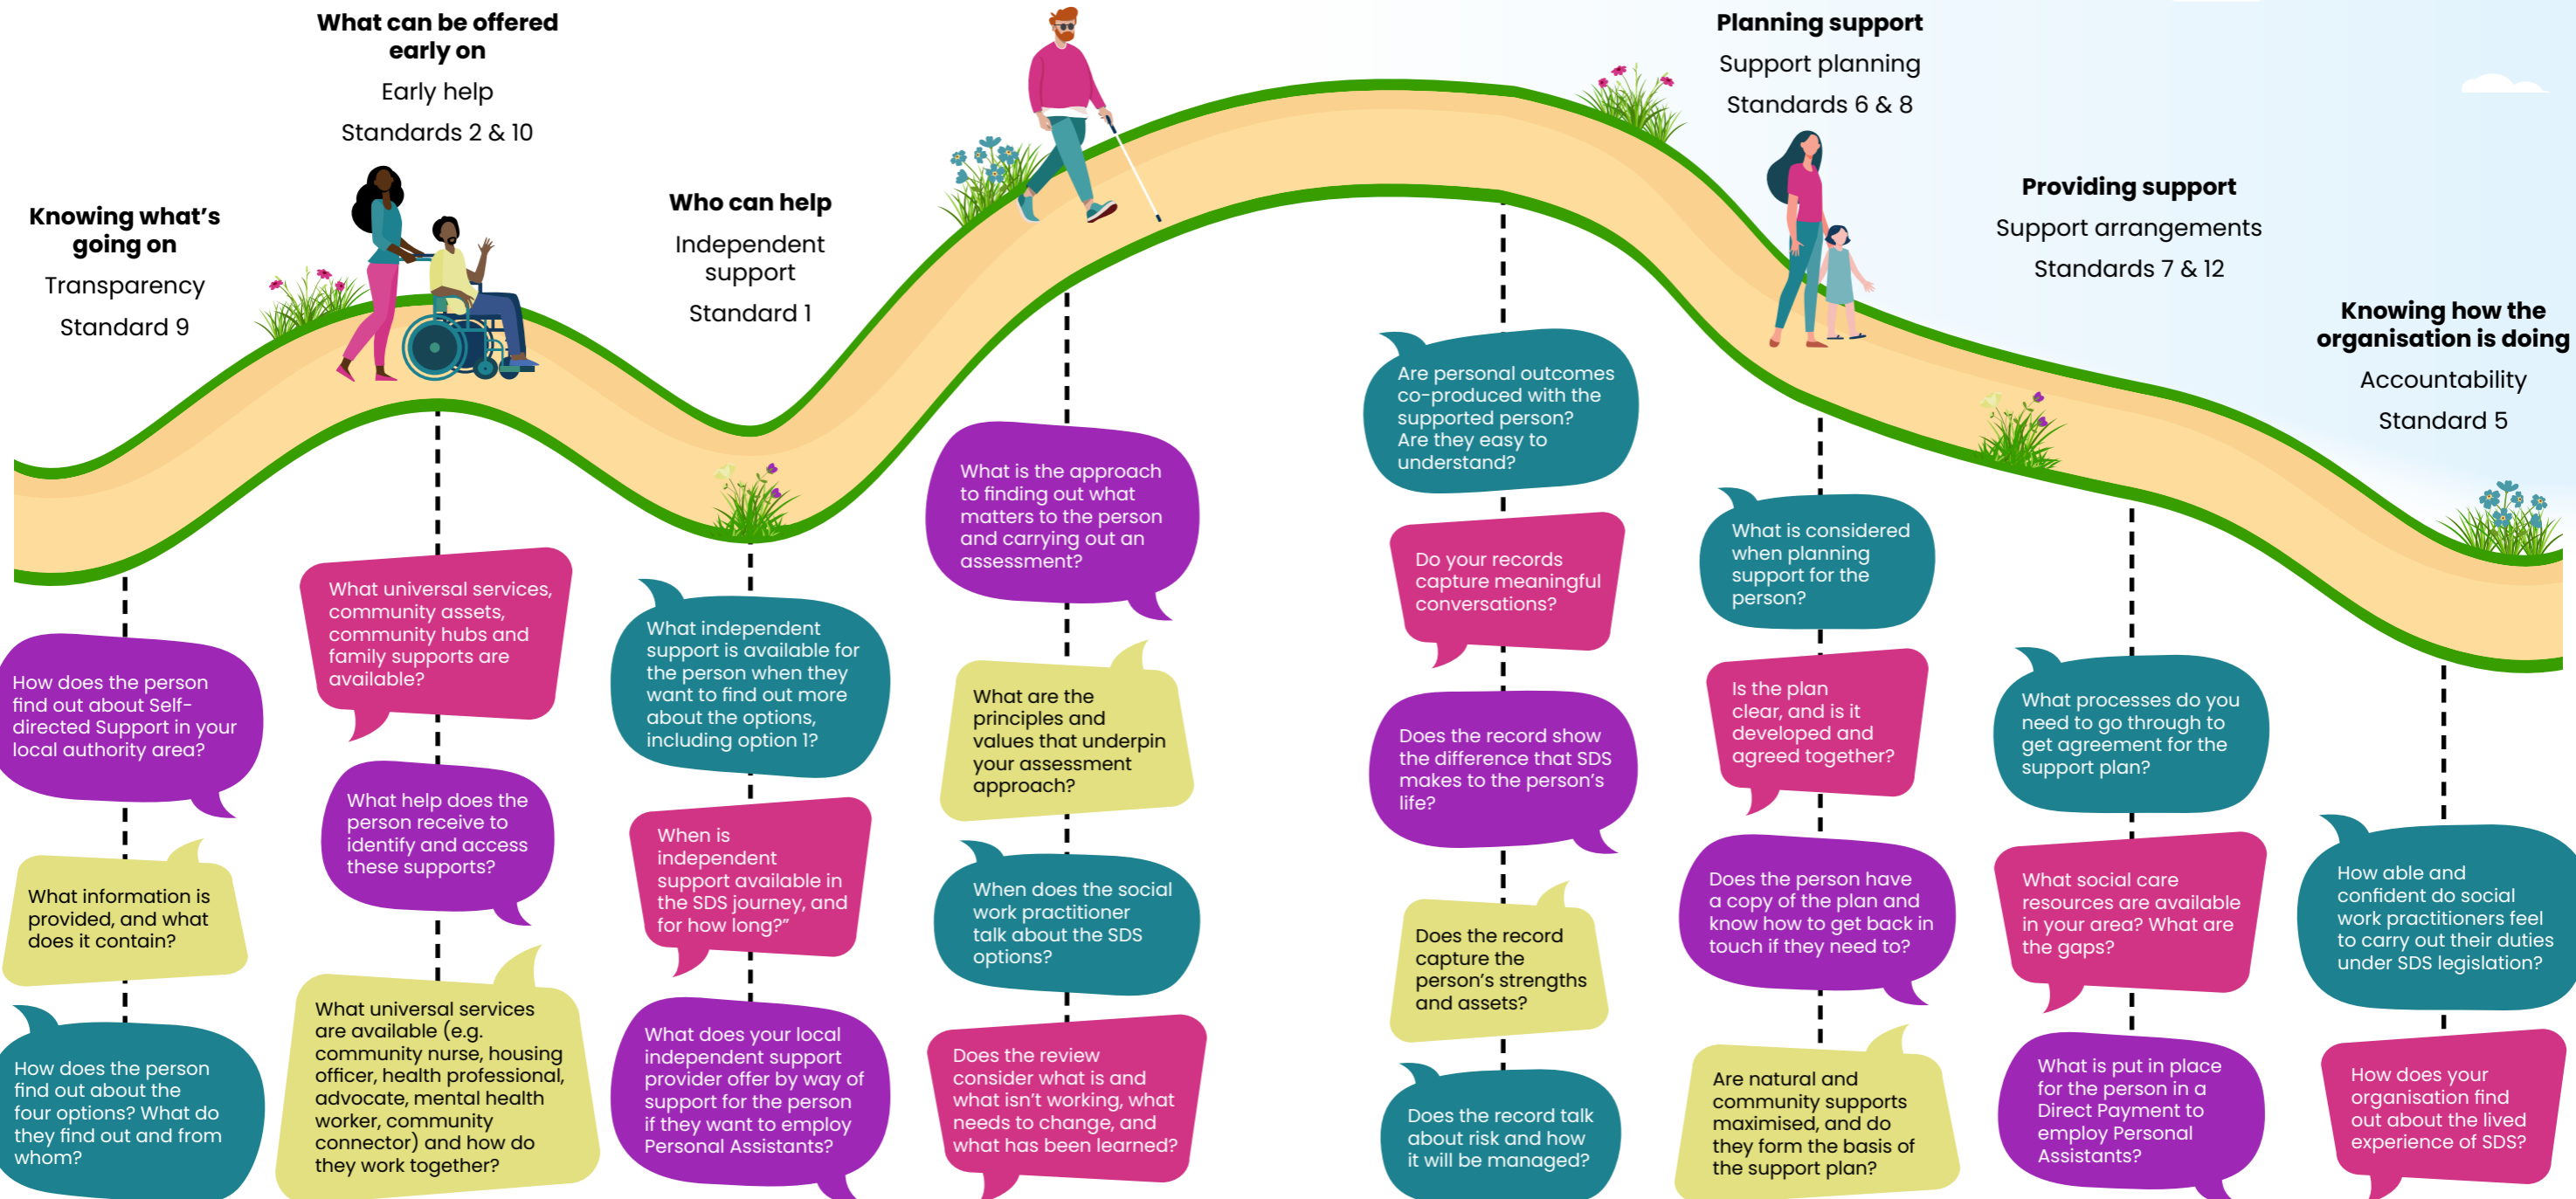 Knowing what's
going on
Transparency
Standard 9
How does the person
find out about Self-
directed Support in your
local authority area?
What information is
provided, and what
does it contain?
How does the person
find out about the
four options? What do
they find out and from
whom?
What can be offered
early on
Early help
Standards 2 & 10
What universal services,
community assets,
community hubs and
family supports are
available?
What help does the
person receive to
identify and access
these supports?
What universal services
are available (e.g.
community nurse, housing
officer, health professional,
advocate, mental health
worker, community
connector) and how do
they work together?
Who can help
Independent
support
Standard 1
What independent
support is available for
the person when they
want to find out more
about the options,
including option 1?
When is
independent
support available in
the SDS journey, and
for how long?”
What does your local
independent support
provider offer by way of
support for the person
if they want to employ
Personal Assistants?
What is the approach
to finding out what
matters to the person
and carrying out an
assessment?
What are the
principles and
values that underpin
your assessment
approach?
When does the social
work practitioner
talk about the SDS
options?
Does the review
consider what is and
what isn't working, what
needs to change, and
what has been learned?
Are personal outcomes
co-produced with the
supported person?
Are they easy to
understand?
Do your records
capture meaningful
conversations?
Does the record show
the difference that SDS
makes to the person's
life?
Does the record
capture the
person's strengths
and assets?
Does the record talk
about risk and how
it will be managed?
Planning support
Support planning
Standards 6 & 8
What is considered
when planning
support for the
person?
Is the plan
clear, and is it
developed and
agreed together?
Does the person have
a copy of the plan and
know how to get back in
touch if they need to?
Are natural and
community supports
maximised, and do
they form the basis of
the support plan?
Providing support
Support arrangements
Standards 7 & 12
What processes do you
need to go through to
get agreement for the
support plan?
What social care
resources are available
in your area? What are
the gaps?
What is put in place
for the person in a
Direct Payment to
employ Personal
Assistants?
Knowing how the
organisation is doing
Accountability
Standard 5
How able and
confident do social
work practitioners feel
to carry out their duties
under SDS legislation?
How does your
organisation find
out about the lived
experience of SDS?